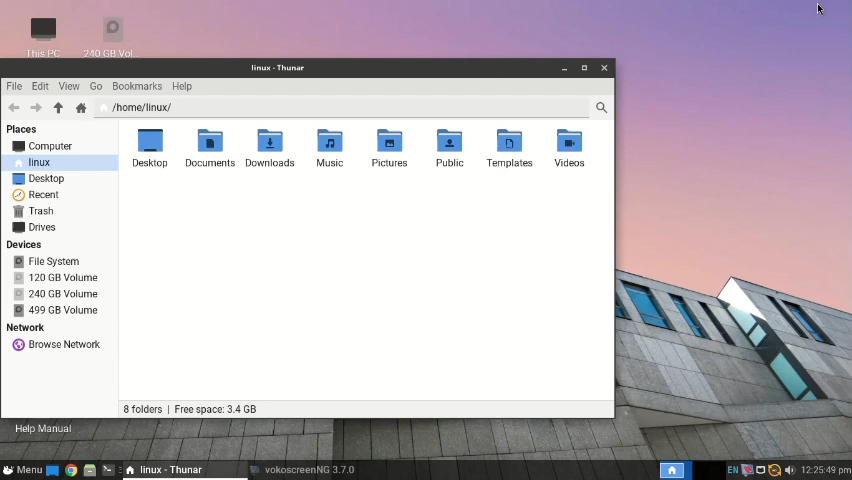 This PC
240 GB Vol...
linux - Thunar
File Edit View Go Bookmarks Help
/home/linux/
Places
Computer
linux
Desktop
Recent
Trash
Drives
Devices
File System
120 GB Volume
240 GB Volume
499 GB Volume
Network
Browse Network
Desktop Documents Downloads Music Pictures Public Templates Videos
8 folders | Free space: 3.4 GB
Help Manual
Menu linux - Thunar vokoscreenNG 3.7.0 EN 12:25:49 pm